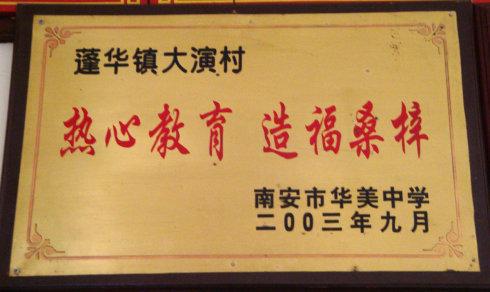 蓬华镇大演村
热心教育 造福桑梓
南安市华美中学
二00三年九月